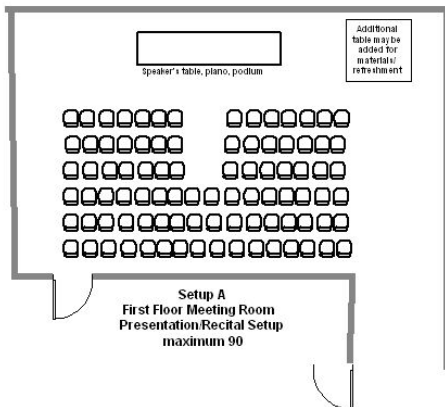 Additional
table may be
added for
materials/
refreshment
Speaker's table, piano, podium
Setup A
First Floor Meeting Room
Presentation/Recital Setup
maximum 90